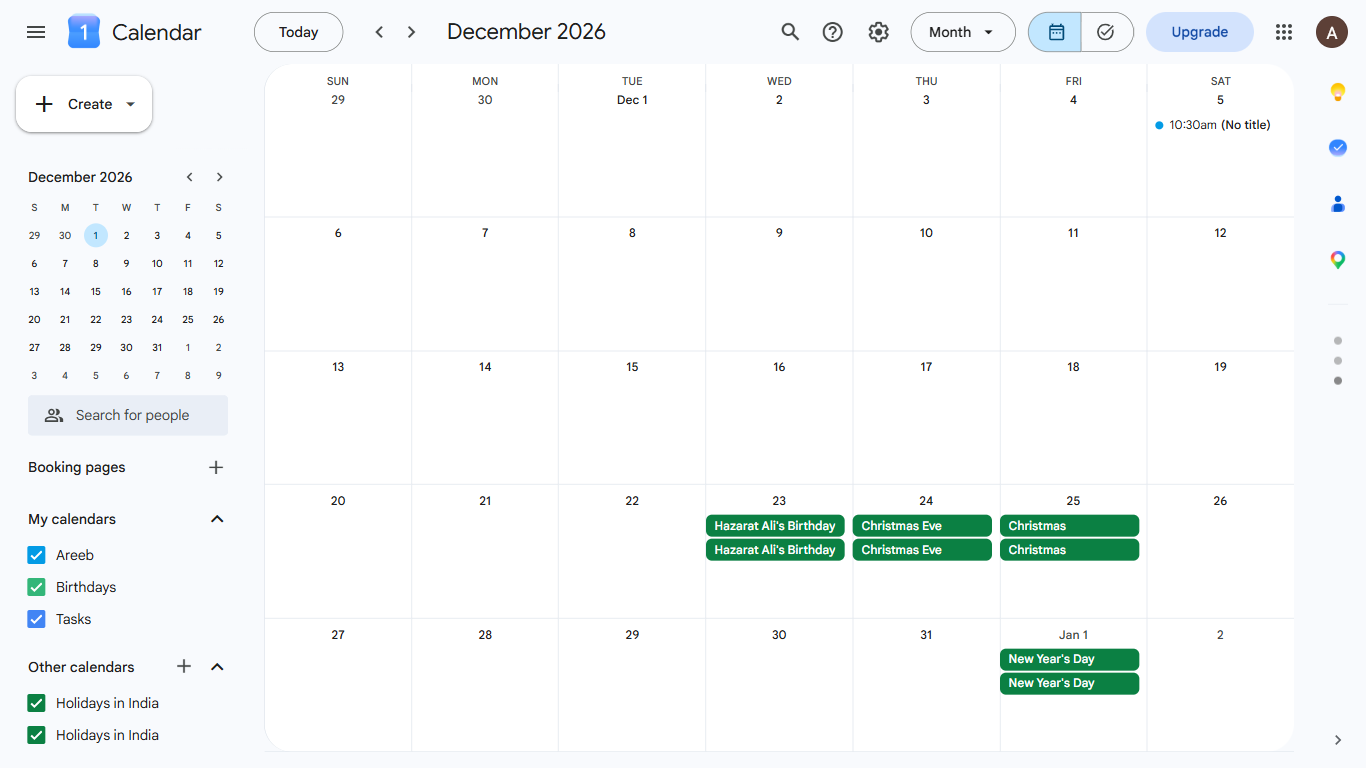 1 Calendar Today December 2026 Month Upgrade A
Create
December 2026
S M T W T F S
29 30 1 2 3 4 5
6 7 8 9 10 11 12
13 14 15 16 17 18 19
20 21 22 23 24 25 26
27 28 29 30 31 1 2
3 4 5 6 7 8 9
Search for people
Booking pages
My calendars
Areeb
Birthdays
Tasks
Other calendars
Holidays in India
Holidays in India
SUN MON TUE WED THU FRI SAT
29 30 Dec 1 2 3 4 5
10:30am (No title)
6 7 8 9 10 11 12
13 14 15 16 17 18 19
20 21 22 23 24 25 26
Hazarat Ali's Birthday Christmas Eve Christmas
Hazarat Ali's Birthday Christmas Eve Christmas
27 28 29 30 31 Jan 1 2
New Year's Day
New Year's Day